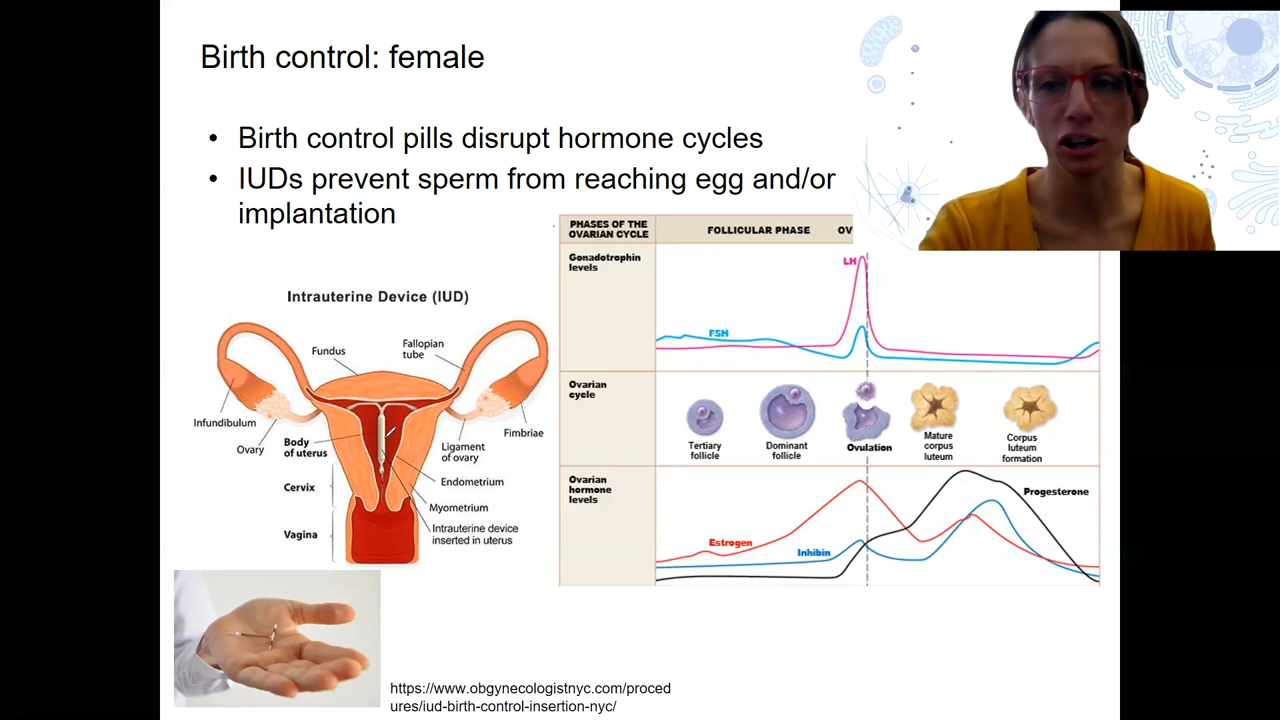 Birth control: female
• Birth control pills disrupt hormone cycles
• IUDs prevent sperm from reaching egg and/or
implantation
Intrauterine Device (IUD)
Fundus
Fallopian
tube
Infundibulum
Ovary
Body
of uterus
Ligament
of ovary
Fimbriae
Endometrium
Cervix
Myometrium
Vagina
Intrauterine device
inserted in uterus
PHASES OF THE
OVARIAN CYCLE
FOLLICULAR PHASE
OV
Gonadotrophin
levels
LH
FSH
Ovarian
cycle
Tertiary
follicle
Dominant
follicle
Ovulation
Mature
corpus
luteum
Corpus
luteum
formation
Ovarian
hormone
levels
Estrogen
Inhibin
Progesterone
https://www.obgynecologistnyc.com/proced
ures/iud-birth-control-insertion-nyc/